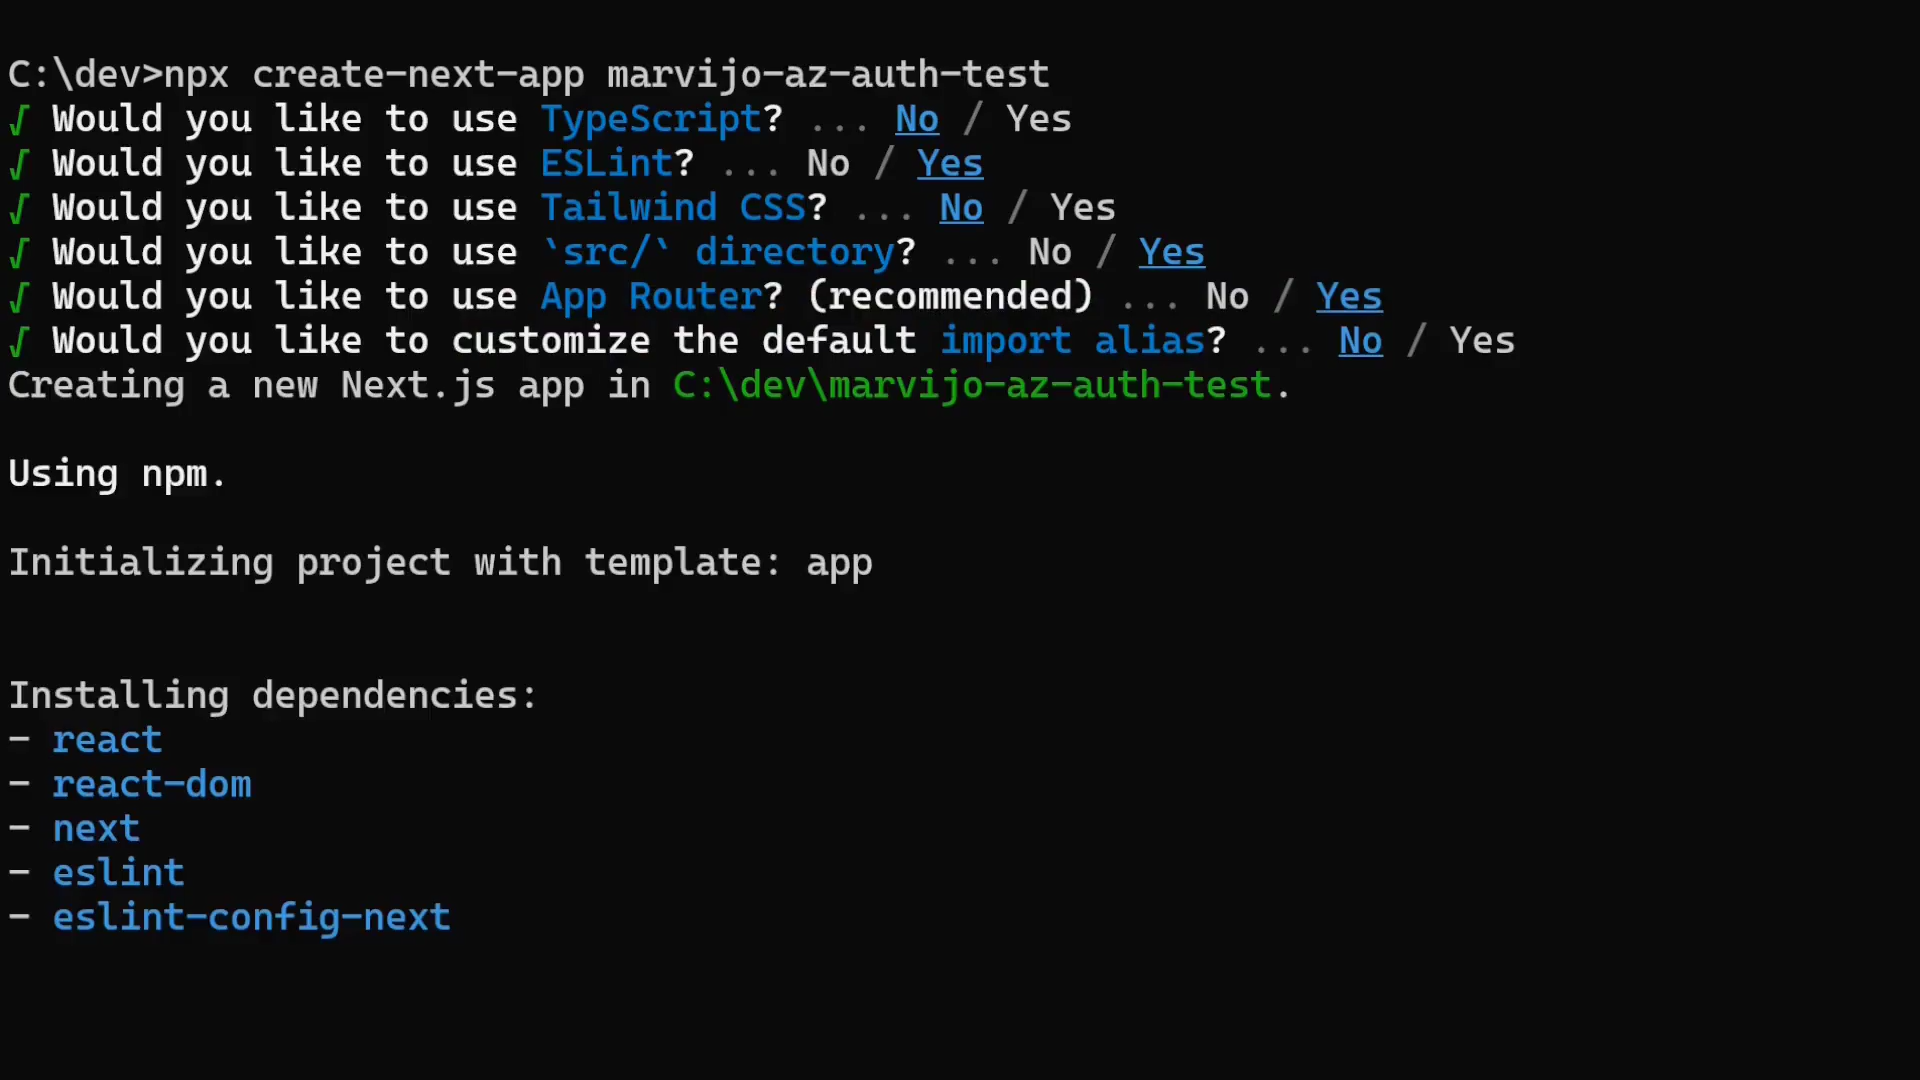 C:\dev>npx create-next-app marvijo-az-auth-test
√ Would you like to use TypeScript? ... No / Yes
√ Would you like to use ESLint? ... No / Yes
√ Would you like to use Tailwind CSS? ... No / Yes
√ Would you like to use `src/` directory? ... No / Yes
√ Would you like to use App Router? (recommended) ... No / Yes
√ Would you like to customize the default import alias? ... No / Yes
Creating a new Next.js app in C:\dev\marvijo-az-auth-test.
Using npm.
Initializing project with template: app
Installing dependencies:
- react
- react-dom
- next
- eslint
- eslint-config-next